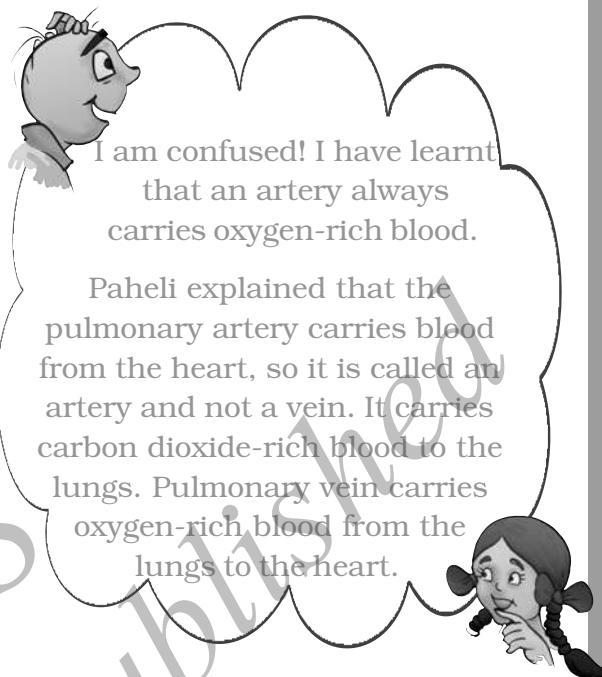 I am confused! I have learnt
that an artery always
carries oxygen-rich blood.
Paheli explained that the
pulmonary artery carries blood
from the heart, so it is called an
artery and not a vein. It carries
carbon dioxide-rich blood to the
lungs. Pulmonary vein carries
oxygen-rich blood from the
lungs to the heart.
ublished